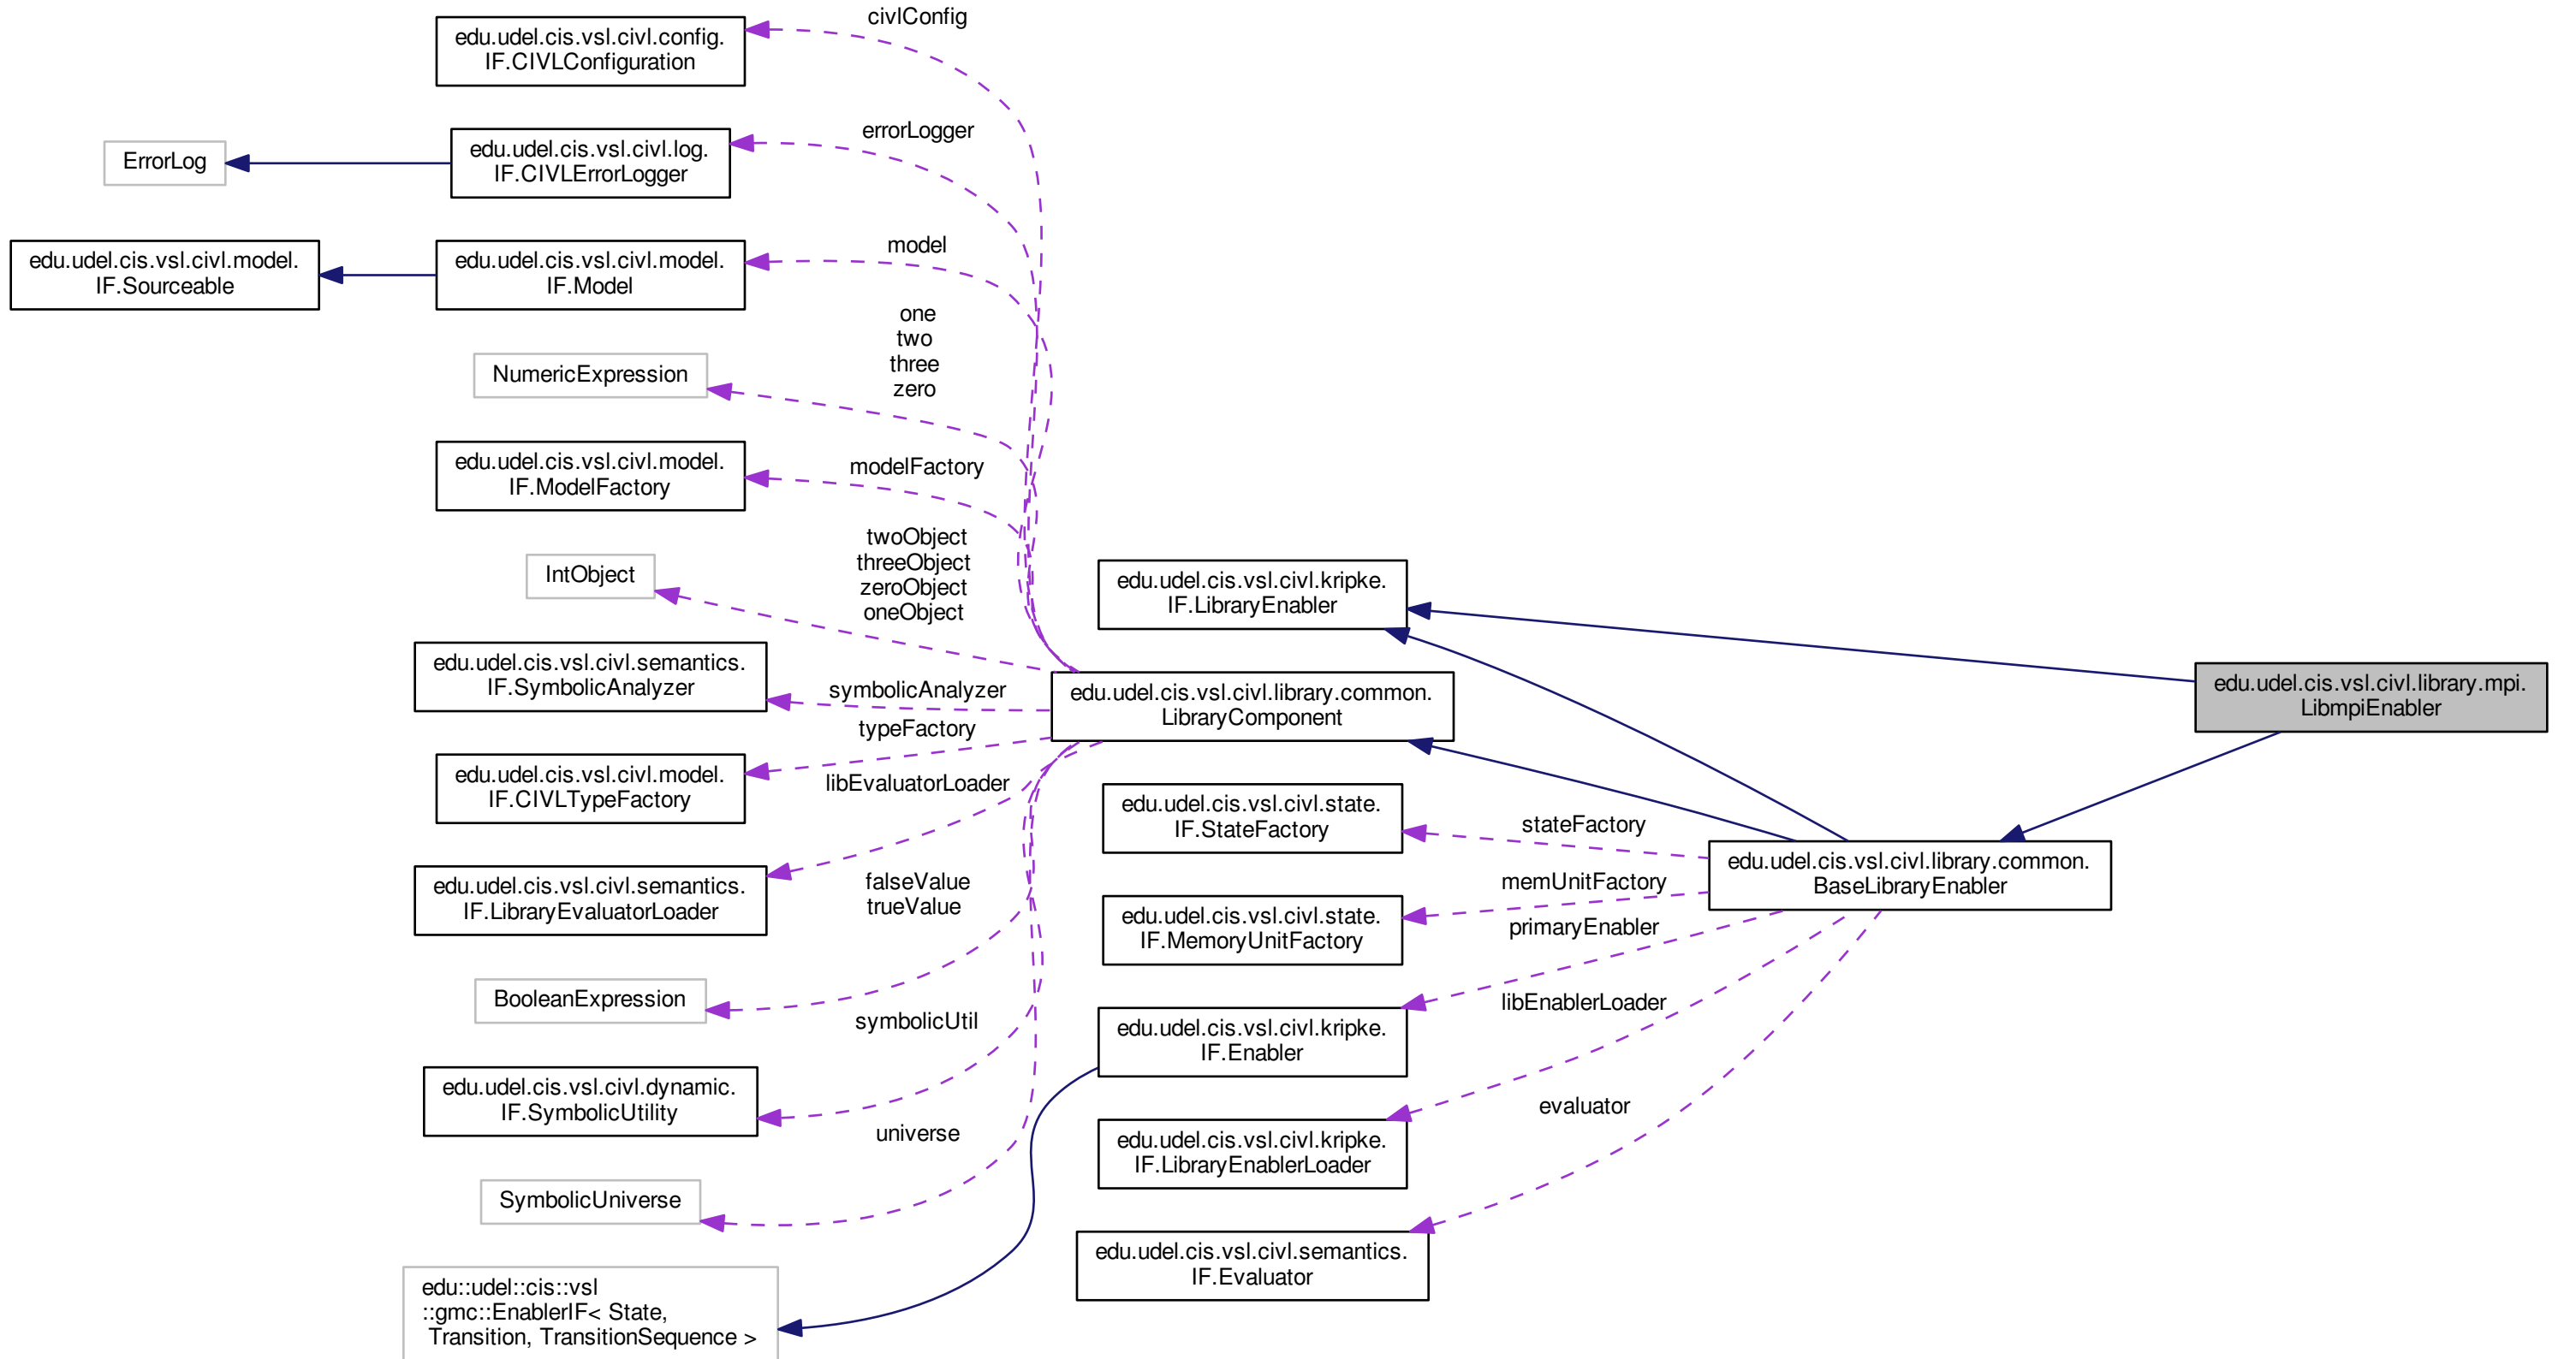 civlConfig
edu.udel.cis.vsl.civl.config.
IF.CIVLConfiguration
errorLogger
ErrorLog
edu.udel.cis.vsl.civl.log.
IF.CIVLErrorLogger
model
edu.udel.cis.vsl.civl.model.
IF.Sourceable
edu.udel.cis.vsl.civl.model.
IF.Model
one
two
three
zero
NumericExpression
modelFactory
edu.udel.cis.vsl.civl.model.
IF.ModelFactory
twoObject
threeObject
zeroObject
oneObject
IntObject
edu.udel.cis.vsl.civl.kripke.
IF.LibraryEnabler
edu.udel.cis.vsl.civl.semantics.
IF.SymbolicAnalyzer
symbolicAnalyzer
edu.udel.cis.vsl.civl.library.common.
LibraryComponent
edu.udel.cis.vsl.civl.library.mpi.
LibmpiEnabler
typeFactory
edu.udel.cis.vsl.civl.model.
IF.CIVLTypeFactory
libEvaluatorLoader
edu.udel.cis.vsl.civl.state.
IF.StateFactory
stateFactory
edu.udel.cis.vsl.civl.library.common.
BaseLibraryEnabler
edu.udel.cis.vsl.civl.semantics.
IF.LibraryEvaluatorLoader
falseValue
trueValue
memUnitFactory
edu.udel.cis.vsl.civl.state.
IF.MemoryUnitFactory
primaryEnabler
BooleanExpression
libEnablerLoader
symbolicUtil
edu.udel.cis.vsl.civl.kripke.
IF.Enabler
edu.udel.cis.vsl.civl.dynamic.
IF.SymbolicUtility
evaluator
universe
edu.udel.cis.vsl.civl.kripke.
IF.LibraryEnablerLoader
SymbolicUniverse
edu.udel.cis.vsl.civl.semantics.
IF.Evaluator
edu::udel::cis::vsl
::gmc::EnablerIF< State,
Transition, TransitionSequence >